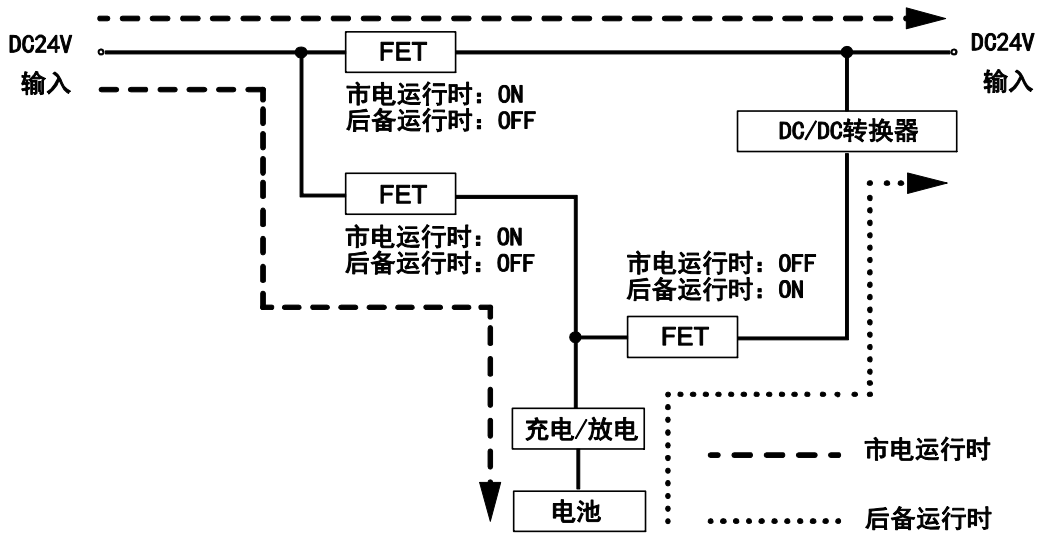 DC24V
输入
FET
市电运行时：ON
后备运行时：OFF
DC24V
输入
DC/DC转换器
FET
市电运行时：ON
后备运行时：OFF
市电运行时：OFF
后备运行时：ON
FET
充电/放电
电池
市电运行时
后备运行时